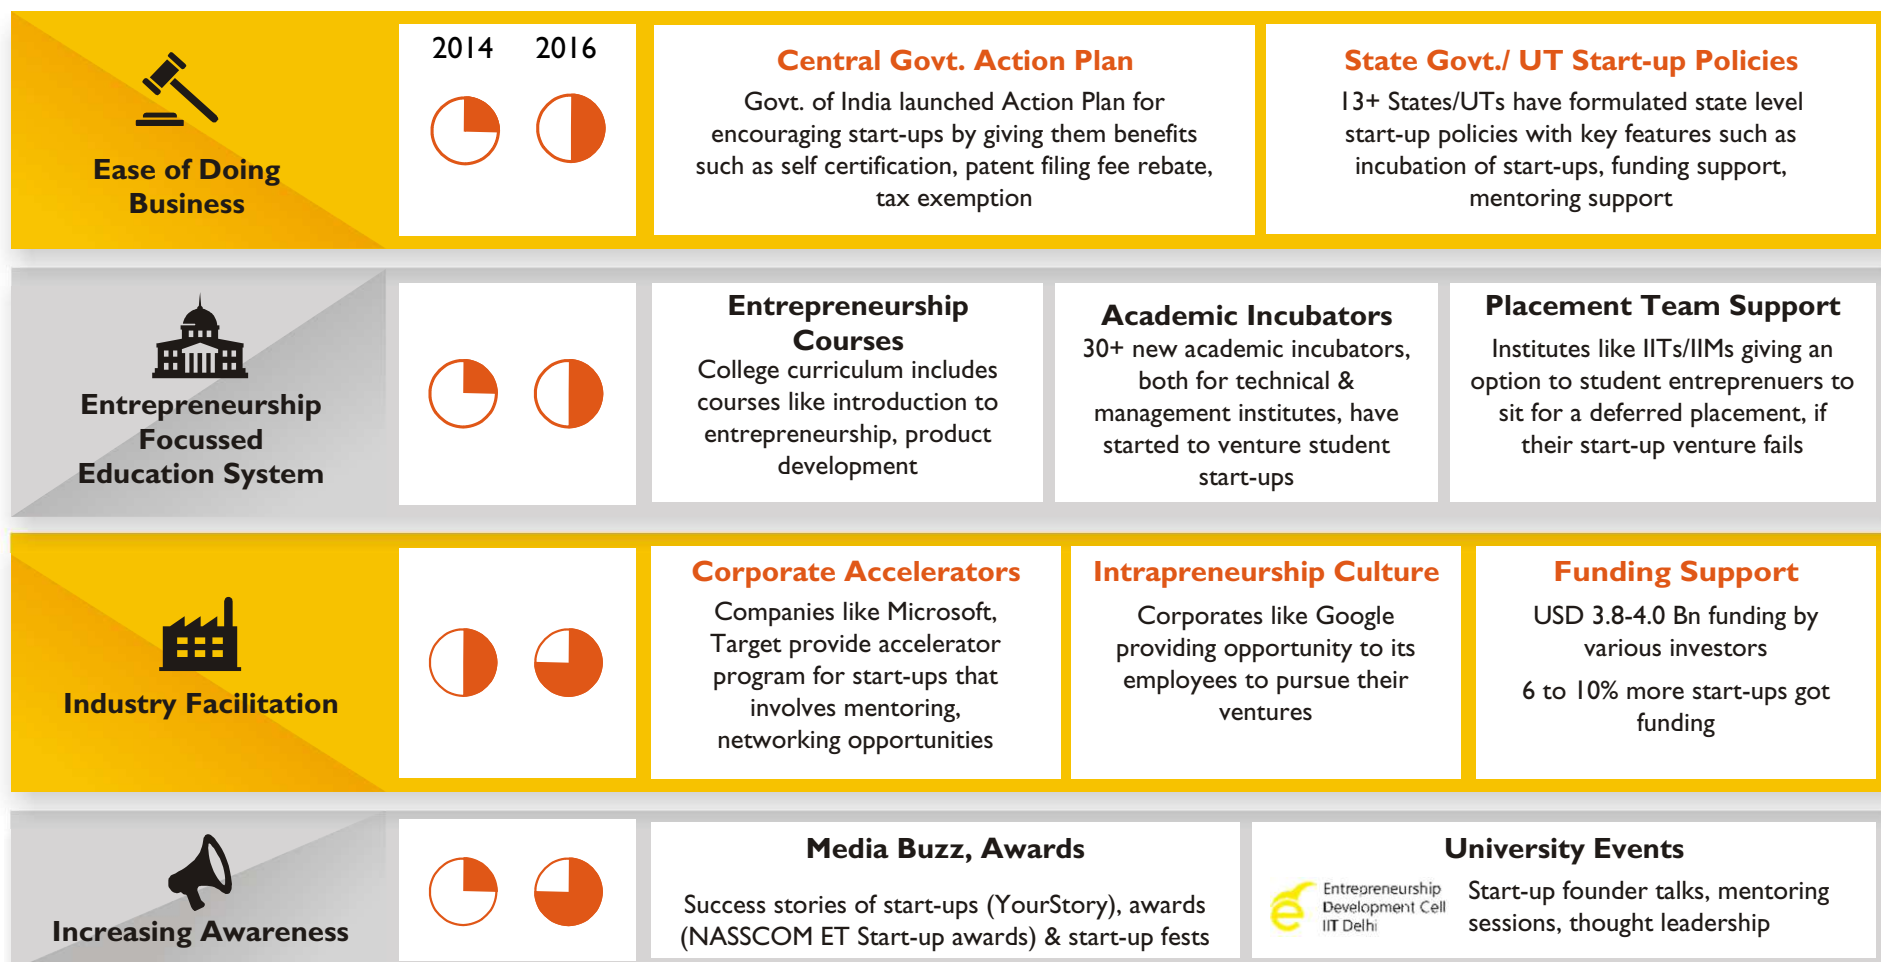 Ease of Doing
Business
2014 2016
Central Govt. Action Plan
Govt. of India launched Action Plan for
encouraging start-ups by giving them benefits
such as self certification, patent filing fee rebate,
tax exemption
State Govt./ UT Start-up Policies
13+ States/UTs have formulated state level
start-up policies with key features such as
incubation of start-ups, funding support,
mentoring support
Entrepreneurship
Focussed
Education System
Entrepreneurship
Courses
College curriculum includes
courses like introduction to
entrepreneurship, product
development
Academic Incubators
30+ new academic incubators,
both for technical &
management institutes, have
started to venture student
start-ups
Placement Team Support
Institutes like IITs/IIMs giving an
option to student entreprenuers to
sit for a deferred placement, if
their start-up venture fails
Industry Facilitation
Corporate Accelerators
Companies like Microsoft,
Target provide accelerator
program for start-ups that
involves mentoring,
networking opportunities
Intrapreneurship Culture
Corporates like Google
providing opportunity to its
employees to pursue their
ventures
Funding Support
USD 3.8-4.0 Bn funding by
various investors
6 to 10% more start-ups got
funding
Increasing Awareness
Media Buzz, Awards
Success stories of start-ups (YourStory), awards
(NASSCOM ET Start-up awards) & start-up fests
University Events
Entrepreneurship
Development Cell
IIT Delhi
Start-up founder talks, mentoring
sessions, thought leadership